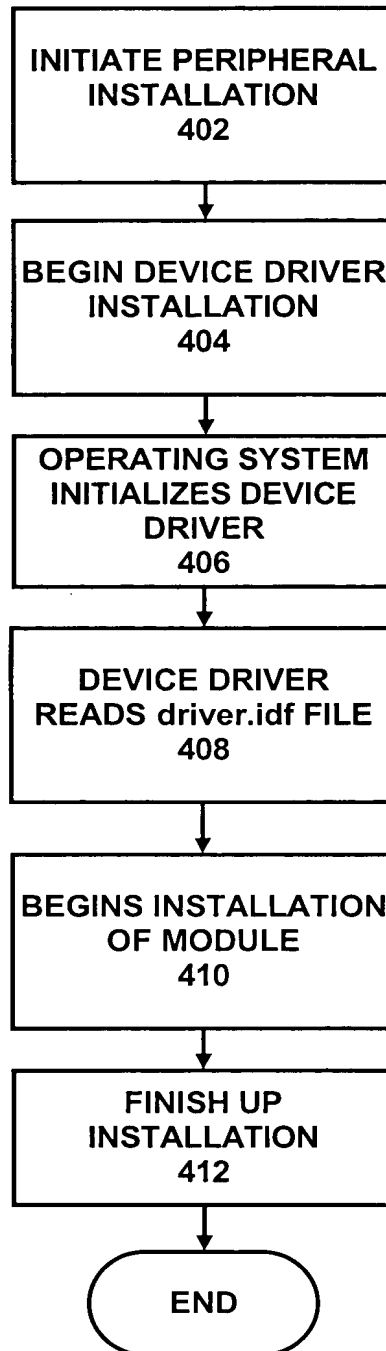 INITIATE PERIPHERAL
INSTALLATION
402
BEGIN DEVICE DRIVER
INSTALLATION
404
OPERATING SYSTEM
INITIALIZES DEVICE
DRIVER
406
DEVICE DRIVER
READS driver.idf FILE
408
BEGINS INSTALLATION
OF MODULE
410
FINISH UP
INSTALLATION
412
END